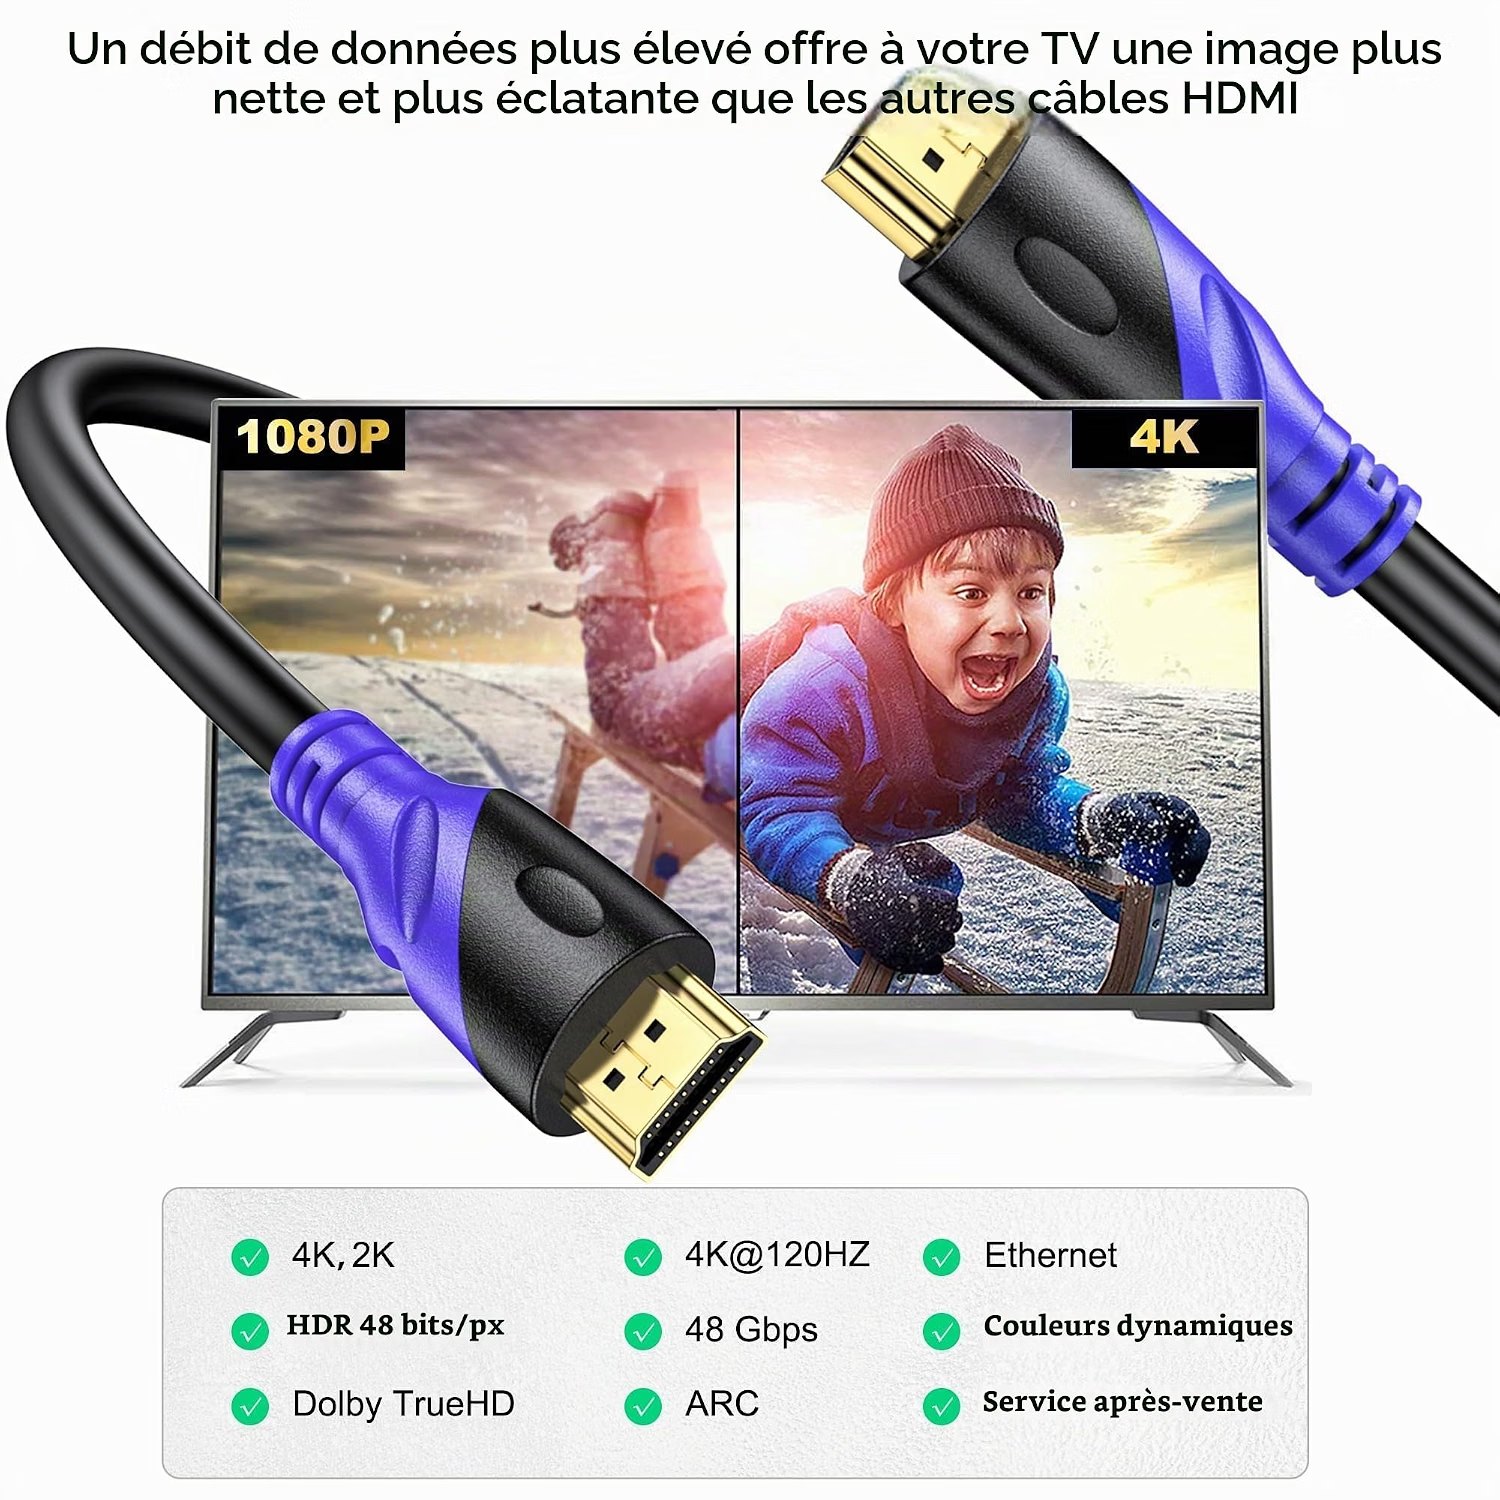 Un débit de données plus élevé offre à votre TV une image plus
nette et plus éclatante que les autres câbles HDMI
1080P
4K
4K, 2K
4K@120HZ
Ethernet
HDR 48 bits/px
48 Gbps
Couleurs dynamiques
Dolby TrueHD
ARC
Service après-vente